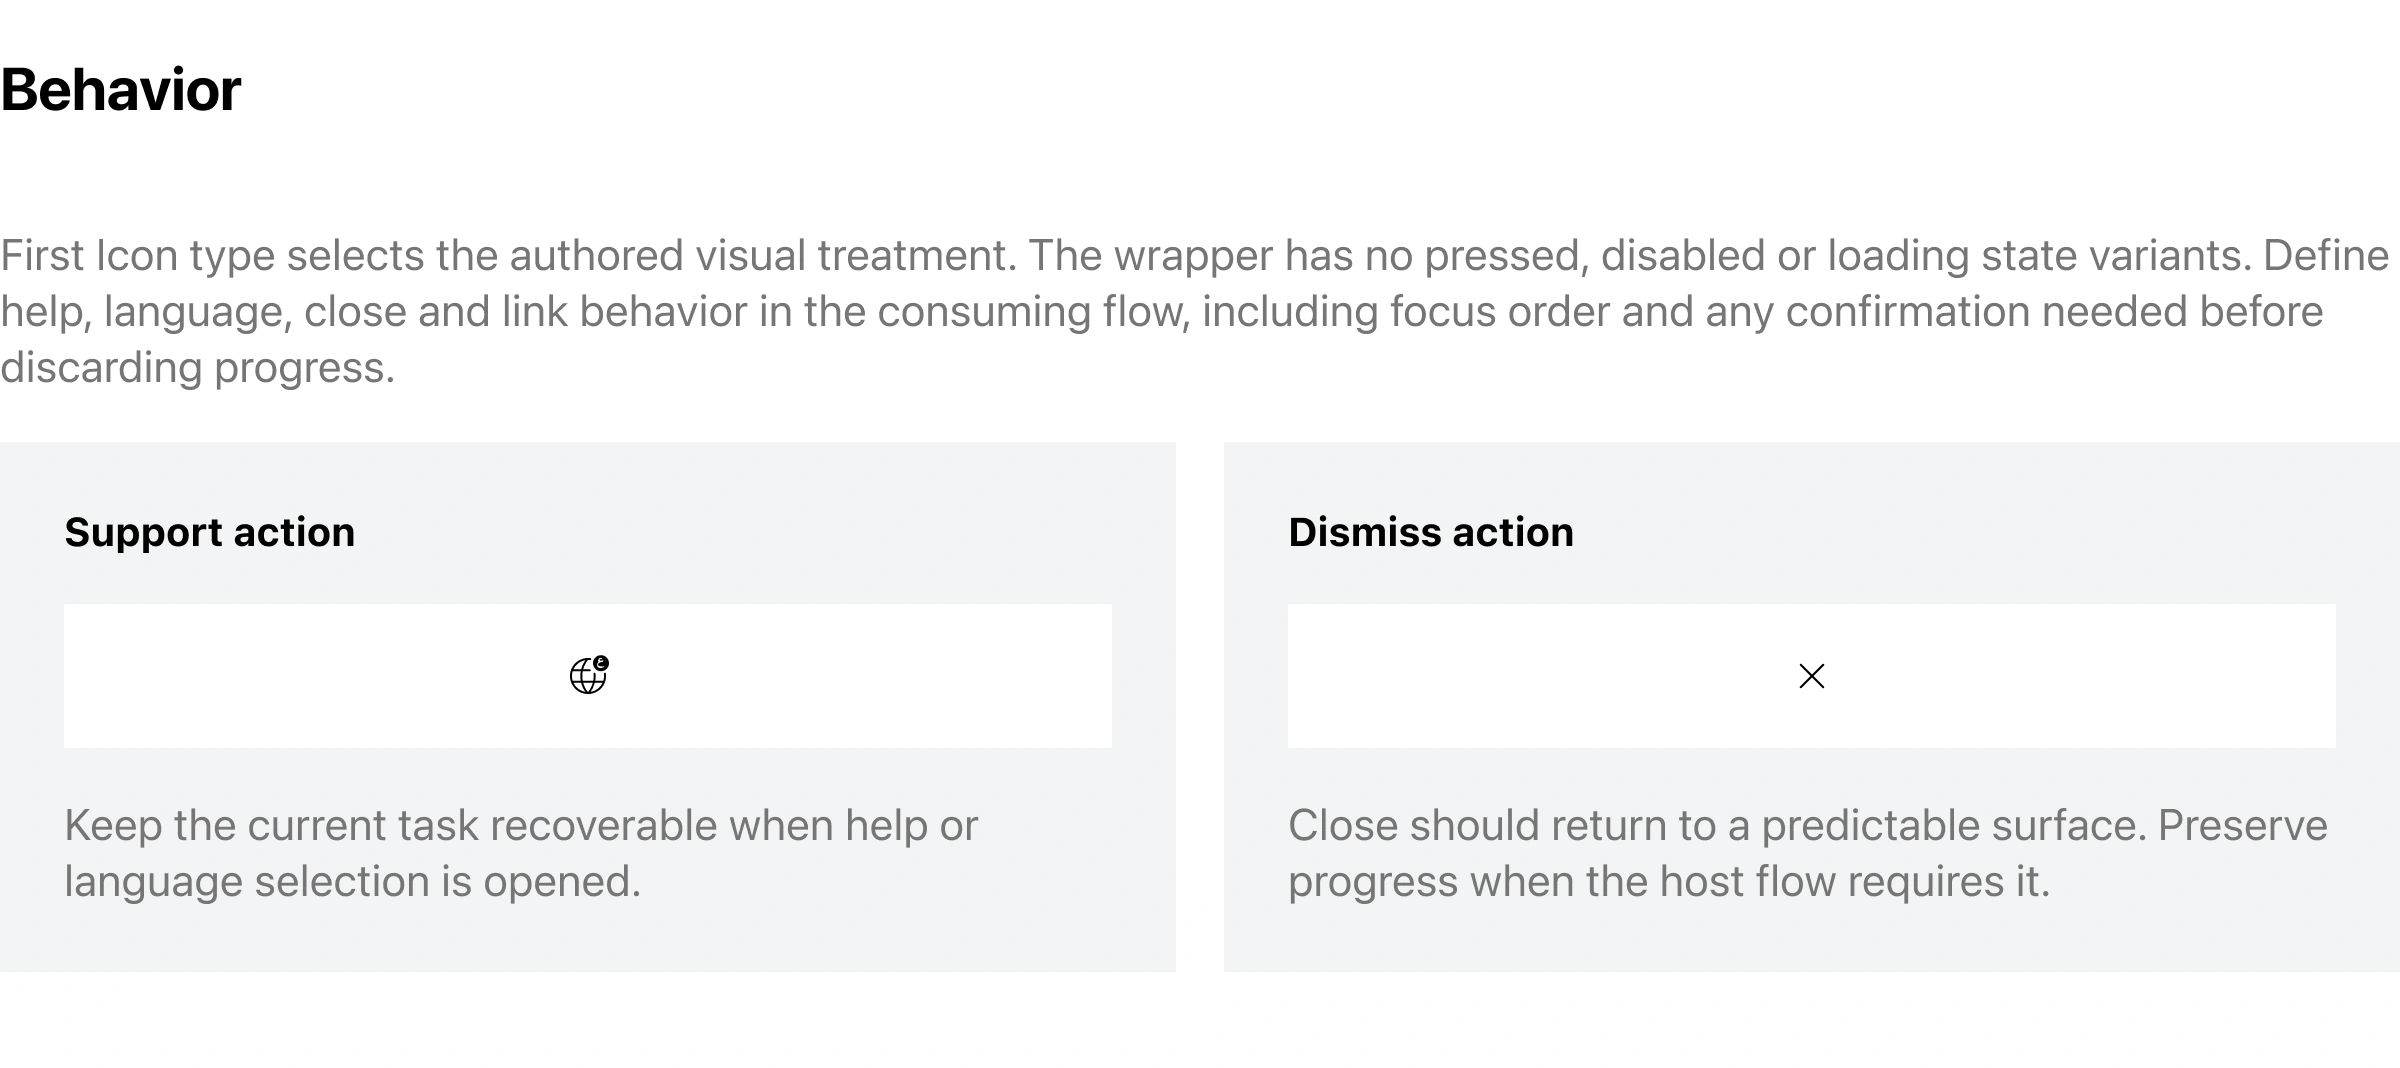 Behavior
First Icon type selects the authored visual treatment. The wrapper has no pressed, disabled or loading state variants. Define
help, language, close and link behavior in the consuming flow, including focus order and any confirmation needed before
discarding progress.
Support action
ع
Keep the current task recoverable when help or
language selection is opened.
Dismiss action
Close should return to a predictable surface. Preserve
progress when the host flow requires it.